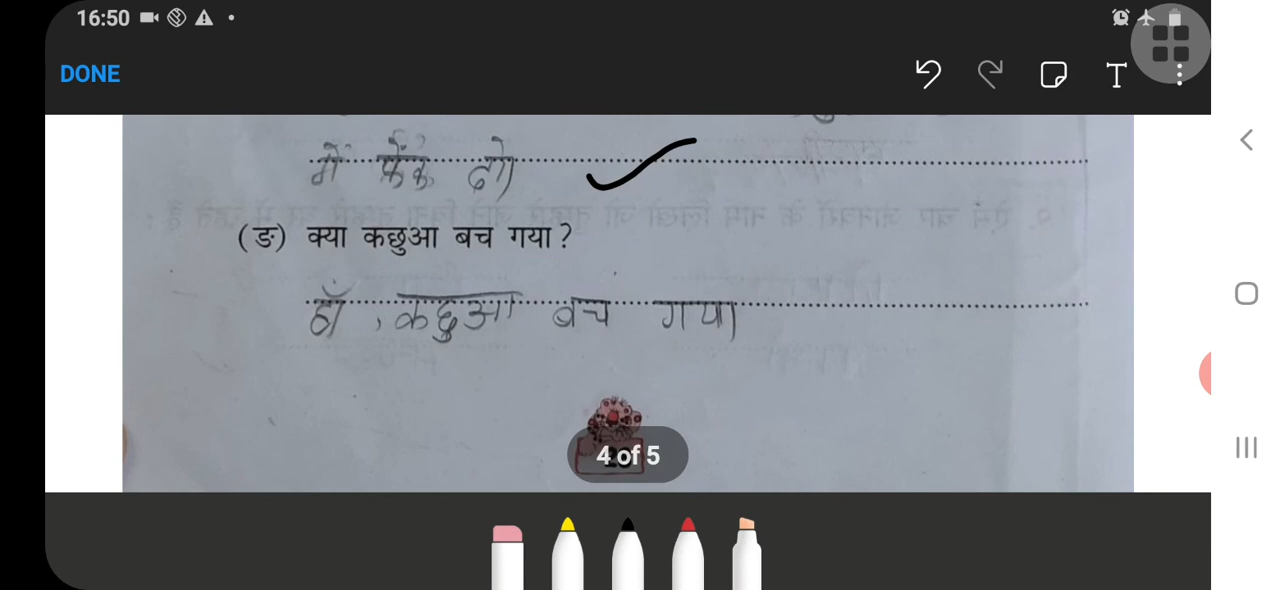 16:50
DONE
T
में फेंक दो
(ङ) क्या कछुआ बच गया?
हाँ, कछुआ बच गया
4 of 5